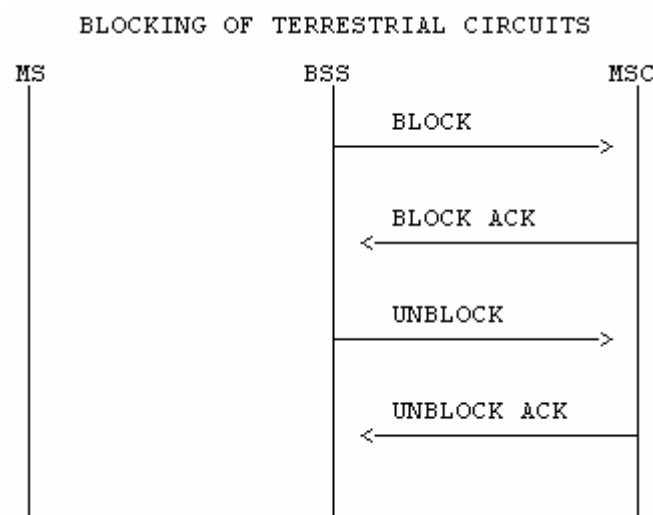 BLOCKING OF TERRESTRIAL CIRCUITS
MS BSS MSC
BLOCK
BLOCK ACK
UNBLOCK
UNBLOCK ACK